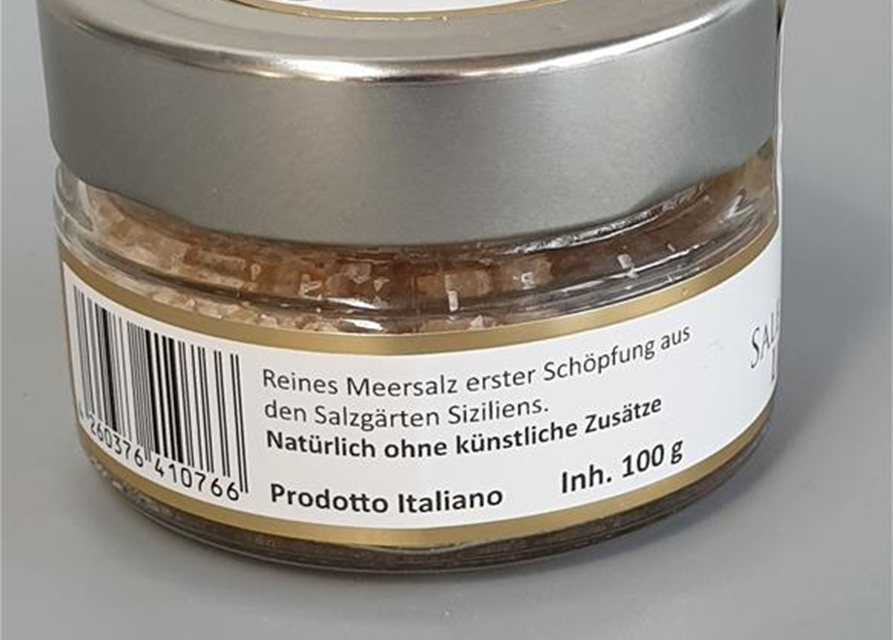 Reines Meersalz erster Schöpfung aus
den Salzgärten Siziliens.
Natürlich ohne künstliche Zusätze
Prodotto Italiano Inh. 100 g
4 260376 410766